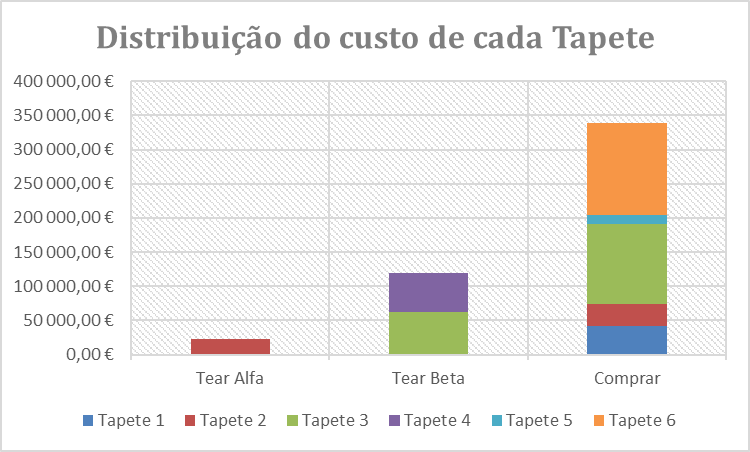 Distribuição do custo de cada Tapete
400 000,00 €
350 000,00 €
300 000,00 €
250 000,00 €
200 000,00 €
150 000,00 €
100 000,00 €
50 000,00 €
0,00 €
Tear Alfa Tear Beta Comprar
Tapete 1 Tapete 2 Tapete 3 Tapete 4 Tapete 5 Tapete 6